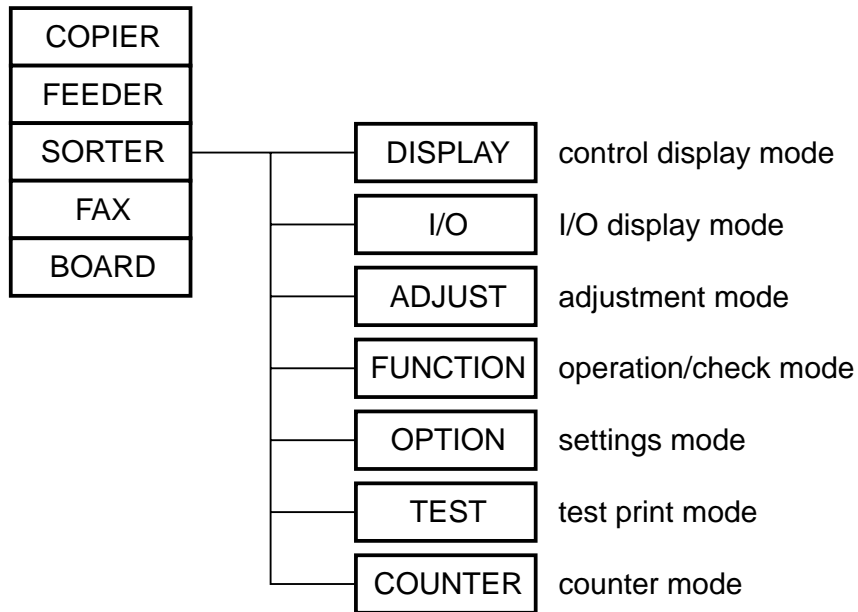 COPIER
FEEDER
SORTER
FAX
BOARD
DISPLAY control display mode
I/O I/O display mode
ADJUST adjustment mode
FUNCTION operation/check mode
OPTION settings mode
TEST test print mode
COUNTER counter mode